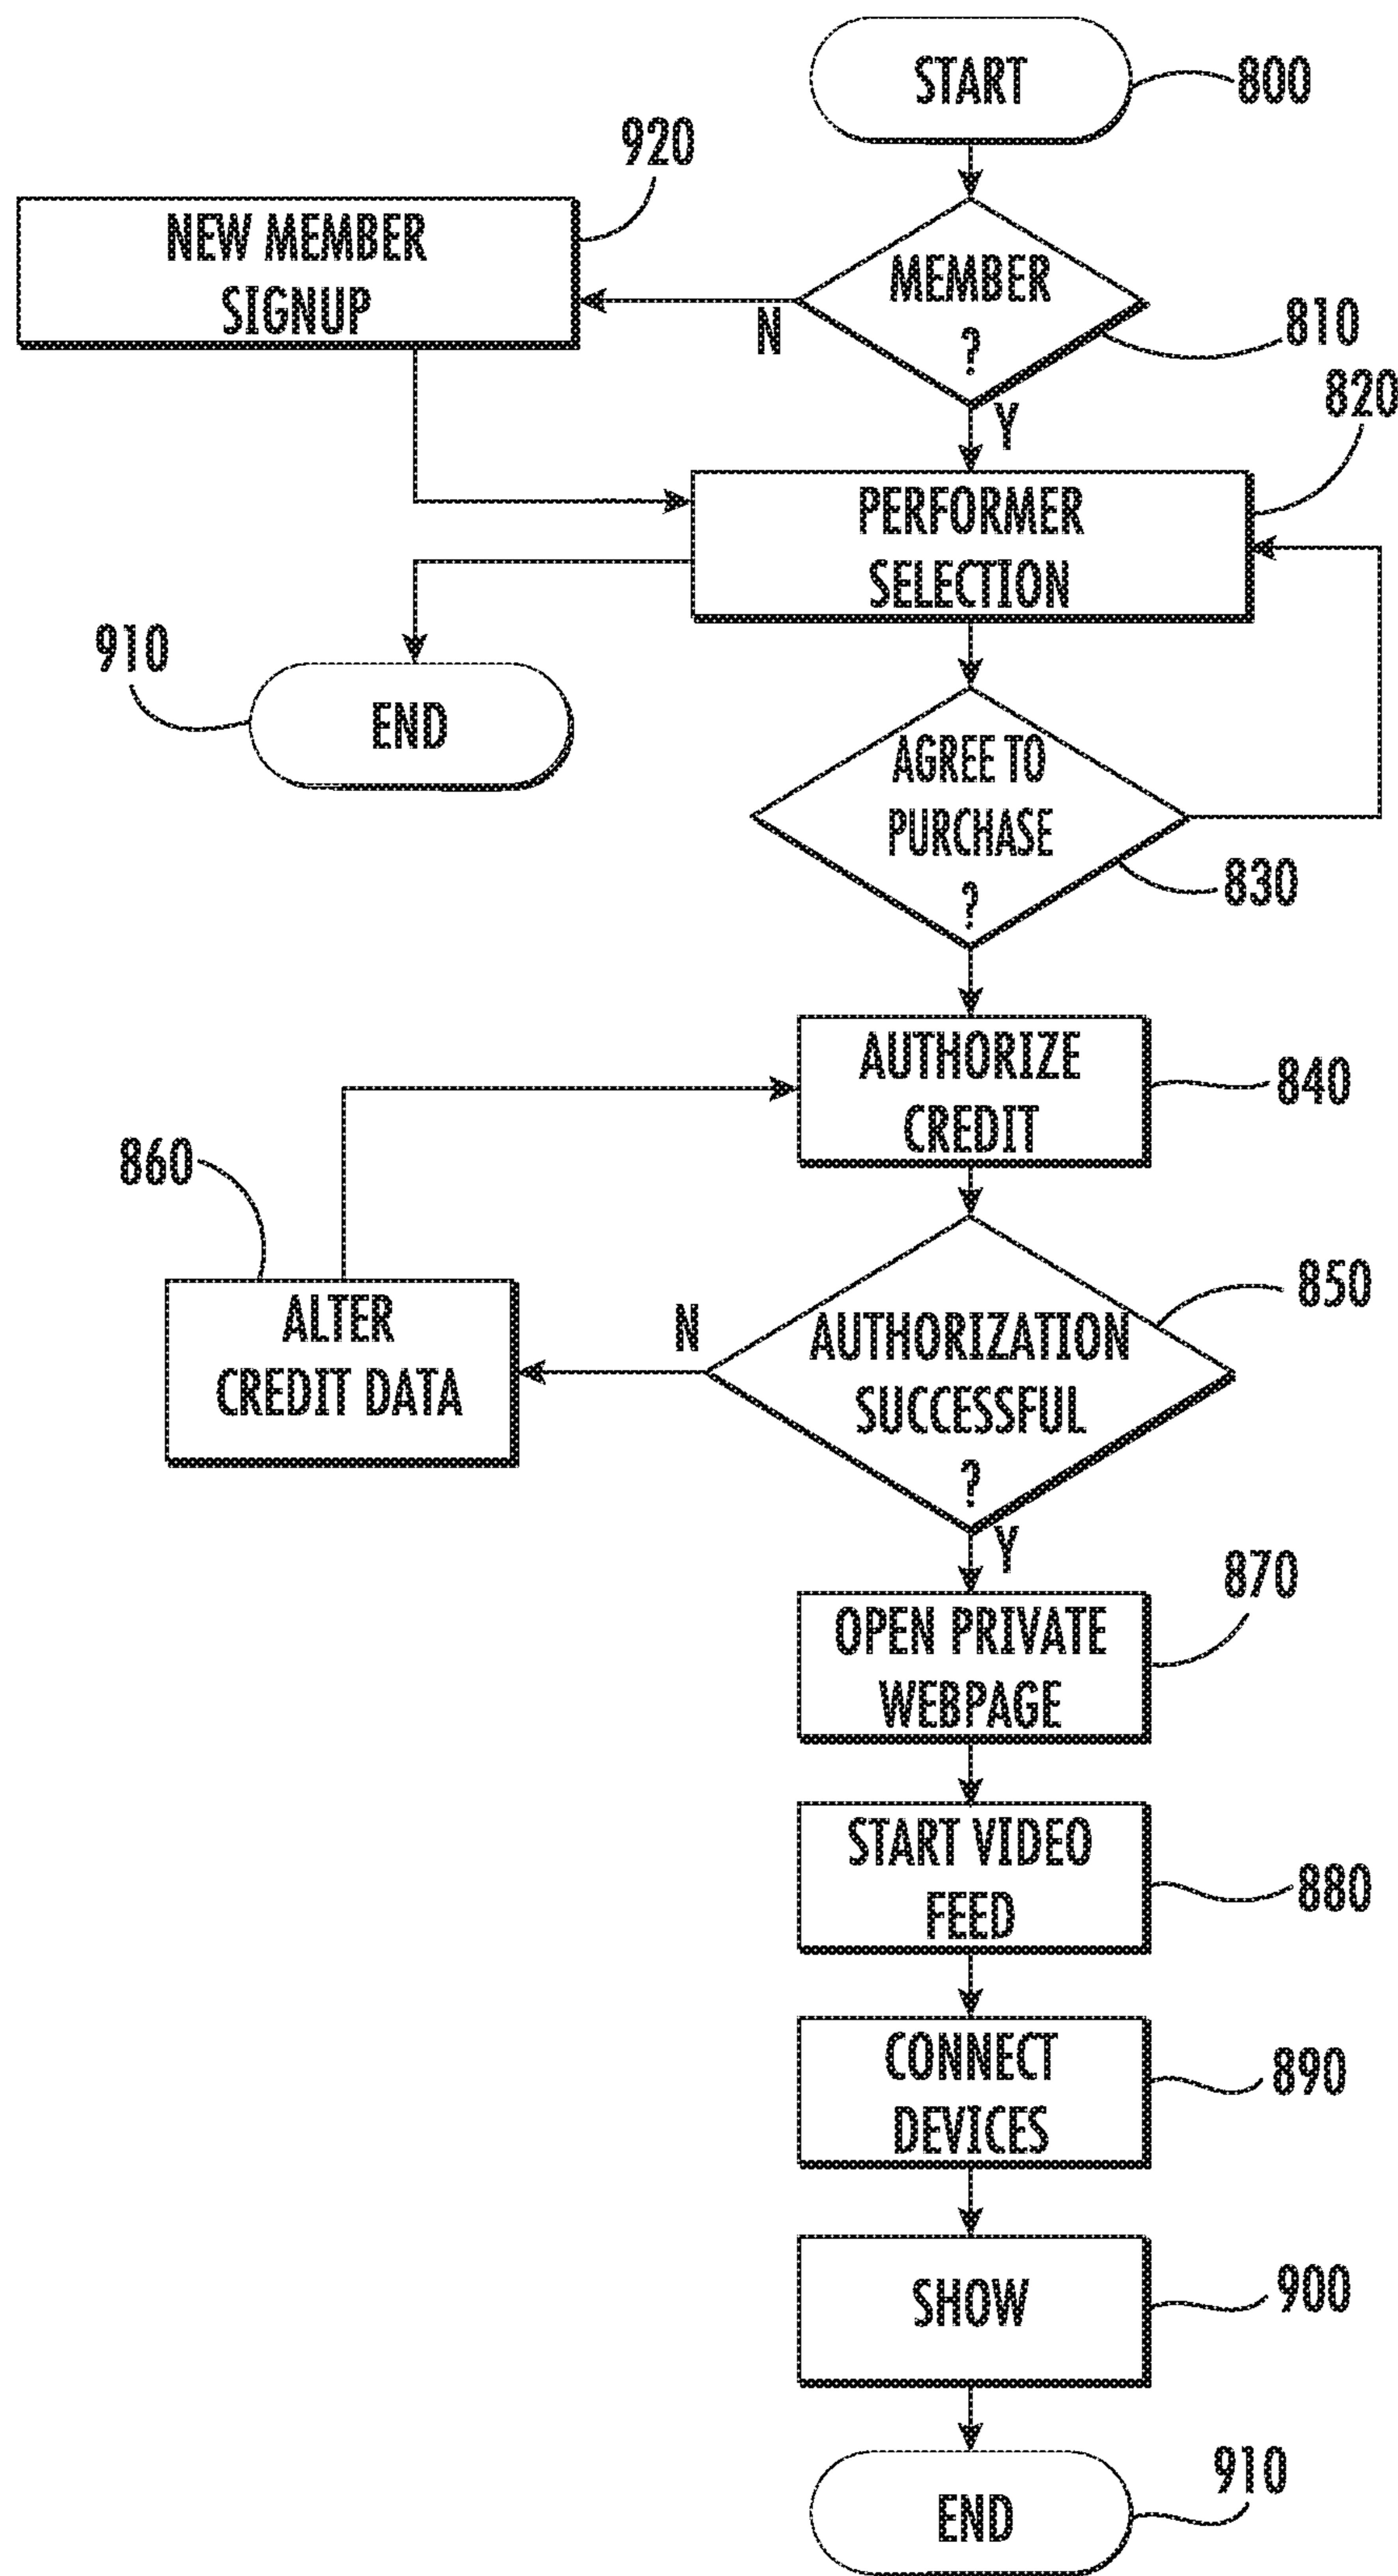 START
800
920
NEW MEMBER
SIGNUP
MEMBER
?
N
810
820
Y
PERFORMER
SELECTION
910
END
AGREE TO
PURCHASE
?
830
AUTHORIZE
CREDIT
840
860
ALTER
CREDIT DATA
N
850
AUTHORIZATION
SUCCESSFUL
?
Y
870
OPEN PRIVATE
WEBPAGE
START VIDEO
FEED
880
CONNECT
DEVICES
890
SHOW
900
910
END